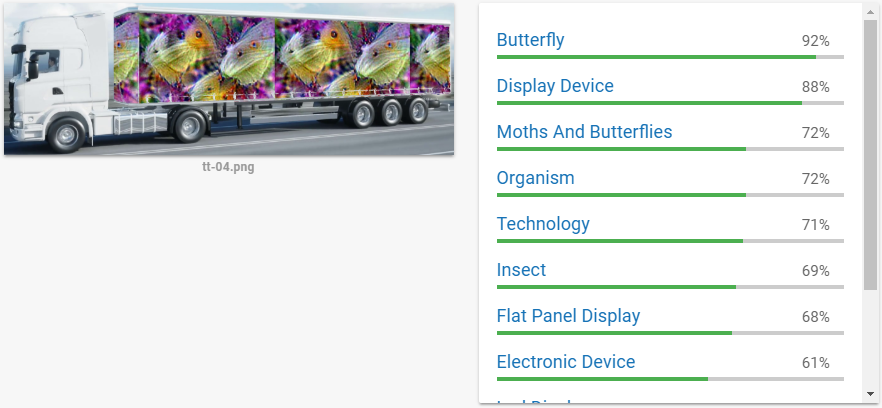 tt-04.png
Butterfly 92%
Display Device 88%
Moths And Butterflies 72%
Organism 72%
Technology 71%
Insect 69%
Flat Panel Display 68%
Electronic Device 61%